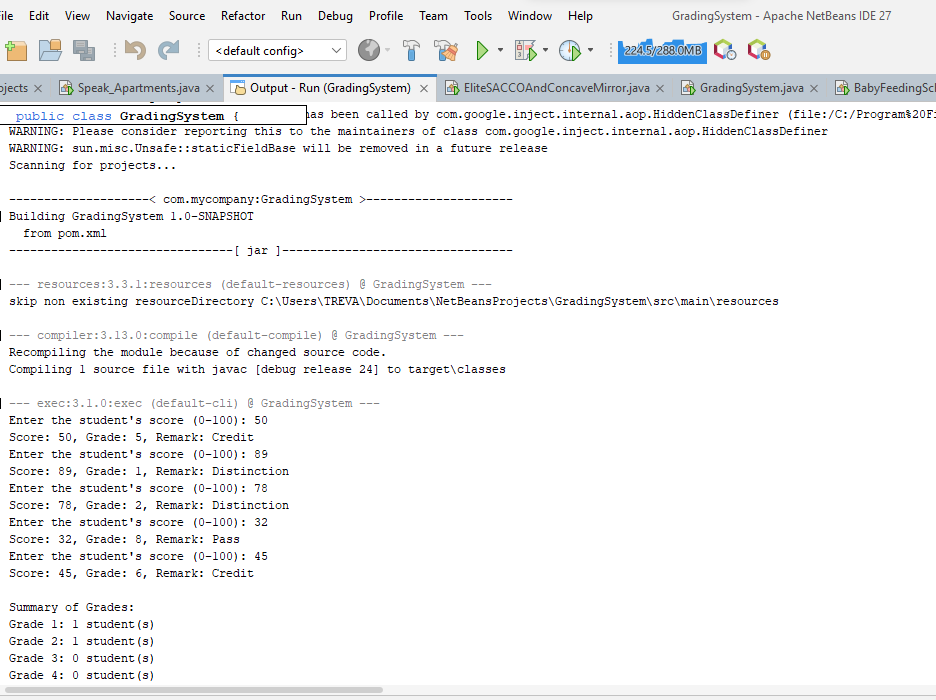 File Edit View Navigate Source Refactor Run Debug Profile Team Tools Window Help GradingSystem - Apache NetBeans IDE 27
<default config> 224.5/288.0MB
ojects Speak_Apartments.java Output - Run (GradingSystem) EliteSACCOAndConcaveMirror.java GradingSystem.java BabyFeedingSch
public class GradingSystem { has been called by com.google.inject.internal.aop.HiddenClassDefiner (file:/C:/Program%20Fi
WARNING: Please consider reporting this to the maintainers of class com.google.inject.internal.aop.HiddenClassDefiner
WARNING: sun.misc.Unsafe::staticFieldBase will be removed in a future release
Scanning for projects...
--------------------< com.mycompany:GradingSystem >---------------------
Building GradingSystem 1.0-SNAPSHOT
from pom.xml
--------------------------------[ jar ]---------------------------------
--- resources:3.3.1:resources (default-resources) @ GradingSystem ---
skip non existing resourceDirectory C:\Users\TREVA\Documents\NetBeansProjects\GradingSystem\src\main\resources
--- compiler:3.13.0:compile (default-compile) @ GradingSystem ---
Recompiling the module because of changed source code.
Compiling 1 source file with javac [debug release 24] to target\classes
--- exec:3.1.0:exec (default-cli) @ GradingSystem ---
Enter the student's score (0-100): 50
Score: 50, Grade: 5, Remark: Credit
Enter the student's score (0-100): 89
Score: 89, Grade: 1, Remark: Distinction
Enter the student's score (0-100): 78
Score: 78, Grade: 2, Remark: Distinction
Enter the student's score (0-100): 32
Score: 32, Grade: 8, Remark: Pass
Enter the student's score (0-100): 45
Score: 45, Grade: 6, Remark: Credit
Summary of Grades:
Grade 1: 1 student(s)
Grade 2: 1 student(s)
Grade 3: 0 student(s)
Grade 4: 0 student(s)